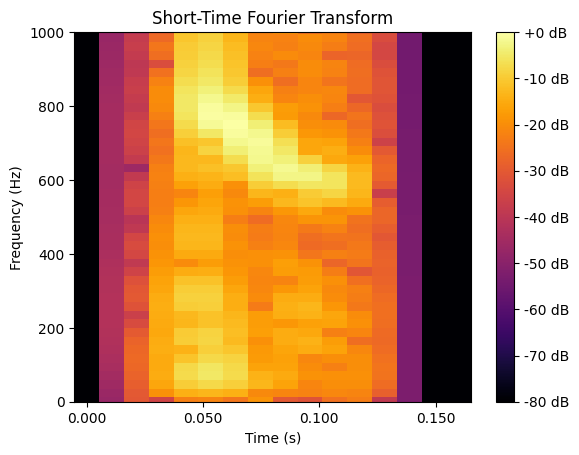 Short-Time Fourier Transform
1000
800
600
400
200
0
Frequency (Hz)
0.000
0.050
0.100
0.150
Time (s)
+0 dB
-10 dB
-20 dB
-30 dB
-40 dB
-50 dB
-60 dB
-70 dB
-80 dB